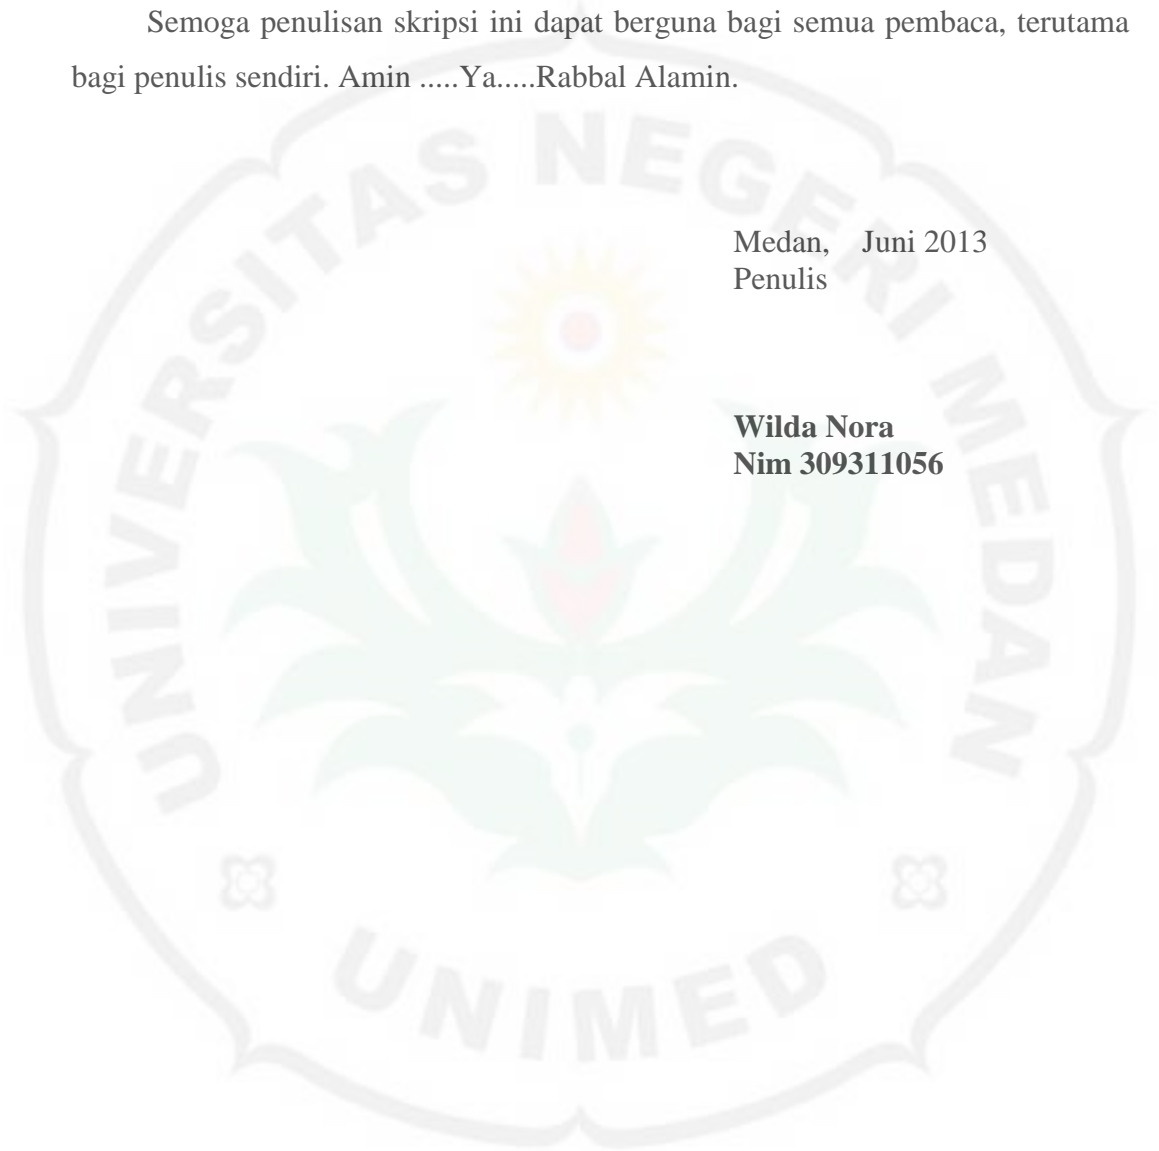 Semoga penulisan skripsi ini dapat berguna bagi semua pembaca, terutama
bagi penulis sendiri. Amin .....Ya.....Rabbal Alamin.
Medan,    Juni 2013
Penulis
Wilda Nora
Nim 309311056
UNIVERSITAS NEGERI MEDAN
UNIMED